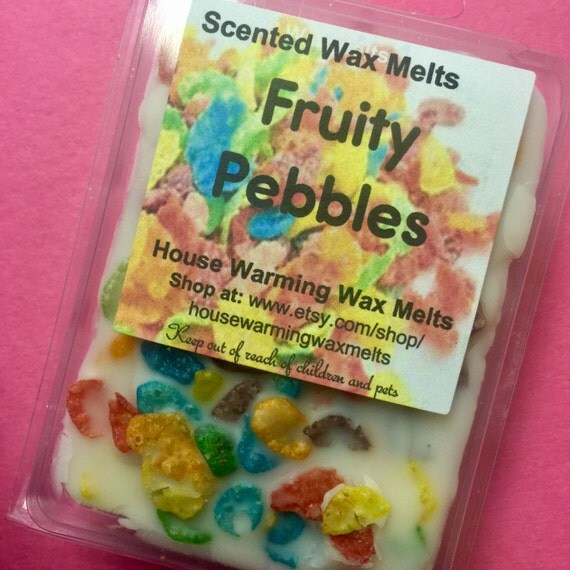 Scented Wax Melts
Fruity
Pebbles
House Warming Wax Melts
Shop at: www.etsy.com/shop/
housewarmingwaxmelts
Keep out of reach of children and pets